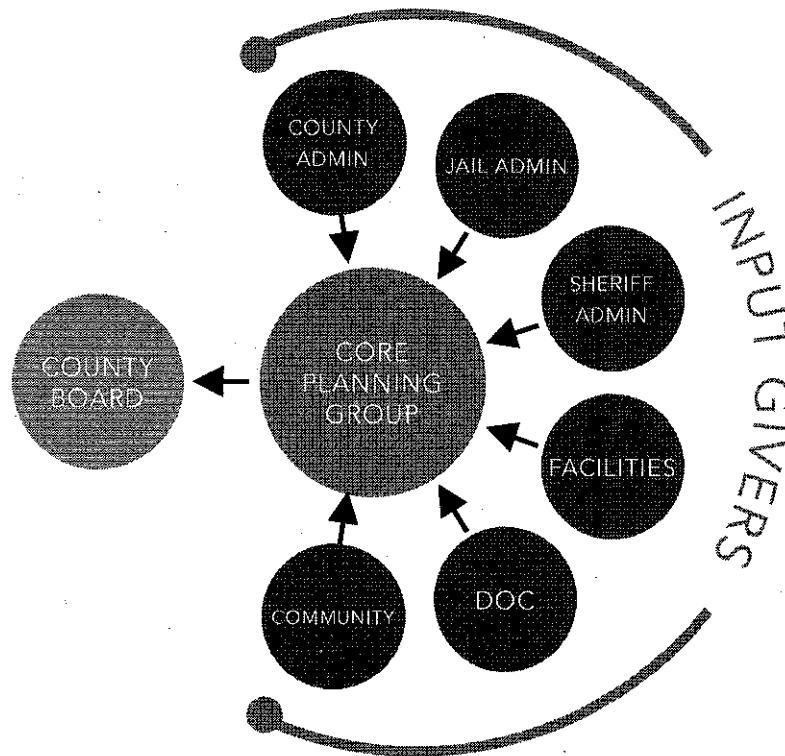 COUNTY
ADMIN
JAIL ADMIN
SHERIFF
ADMIN
INPUT GIVERS
COUNTY
BOARD
CORE
PLANNING
GROUP
FACILITIES
DOC
COMMUNITY